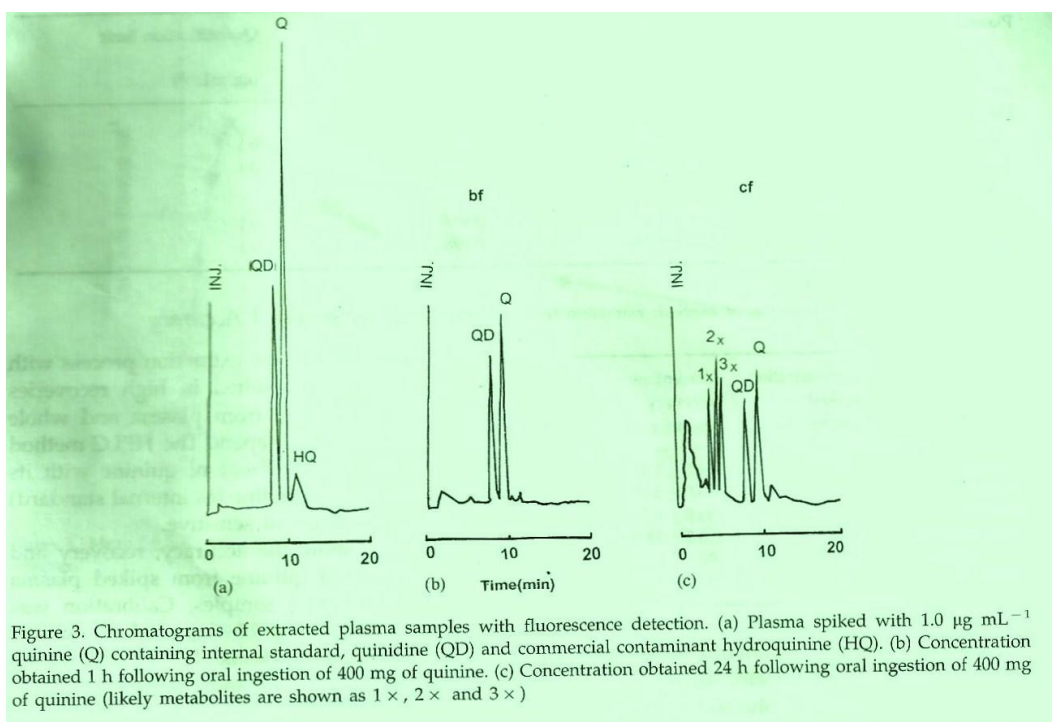 Q
bf
cf
INJ.
QD
HQ
INJ.
QD
Q
INJ.
1x
2x
3x
QD
Q
0 10 20
0 10 20
0 10 20
(a)
(b) Time(min)
(c)
Figure 3. Chromatograms of extracted plasma samples with fluorescence detection. (a) Plasma spiked with 1.0 μg mL⁻¹
quinine (Q) containing internal standard, quinidine (QD) and commercial contaminant hydroquinine (HQ). (b) Concentration
obtained 1 h following oral ingestion of 400 mg of quinine. (c) Concentration obtained 24 h following oral ingestion of 400 mg
of quinine (likely metabolites are shown as 1 ×, 2 × and 3 ×)